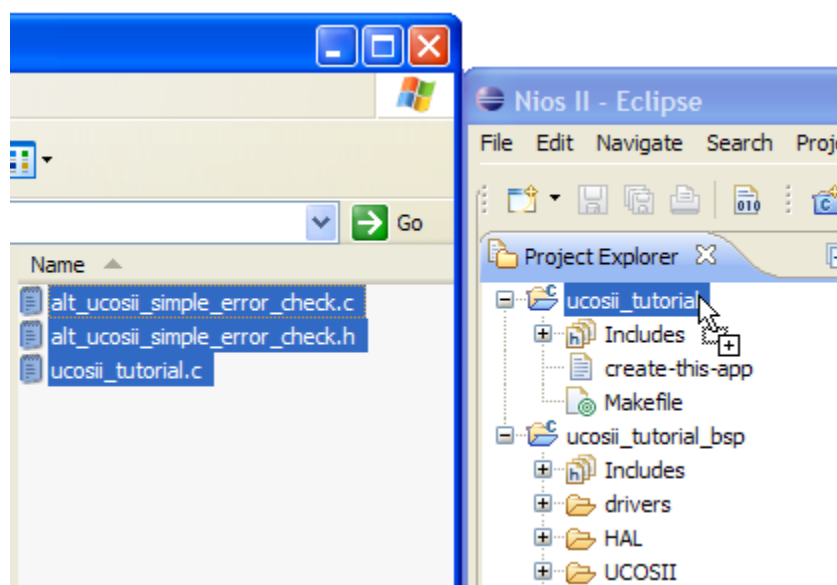 Nios II - Eclipse
File Edit Navigate Search Proj
010
Go
Name
alt_ucosii_simple_error_check.c
alt_ucosii_simple_error_check.h
ucosii_tutorial.c
Project Explorer
ucosii_tutorial
Includes
create-this-app
Makefile
ucosii_tutorial_bsp
Includes
drivers
HAL
UCOSII